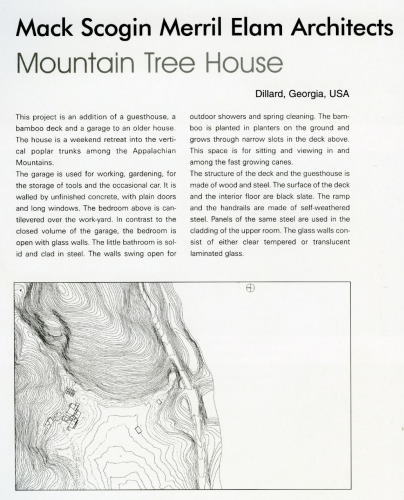 Mack Scogin Merril Elam Architects
Mountain Tree House
Dillard, Georgia, USA
This project is an addition of a guesthouse, a
bamboo deck and a garage to an older house.
The house is a weekend retreat into the verti-
cal poplar trunks among the Appalachian
Mountains.
The garage is used for working, gardening, for
the storage of tools and the occasional car. It is
walled by unfinished concrete, with plain doors
and long windows. The bedroom above is can-
tilevered over the work-yard. In contrast to the
closed volume of the garage, the bedroom is
open with glass walls. The little bathroom is sol-
id and clad in steel. The walls swing open for
outdoor showers and spring cleaning. The bam-
boo is planted in planters on the ground and
grows through narrow slots in the deck above.
This space is for sitting and viewing in and
among the fast growing canes.
The structure of the deck and the guesthouse is
made of wood and steel. The surface of the deck
and the interior floor are black slate. The ramp
and the handrails are made of self-weathered
steel. Panels of the same steel are used in the
cladding of the upper room. The glass walls con-
sist of either clear tempered or translucent
laminated glass.